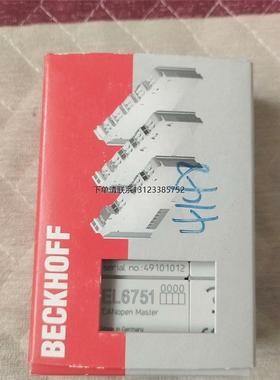 BECKHOFF
下单请联系13123385752
4148
serial no.: 49101012
EL6751
CANopen Master
in Germany